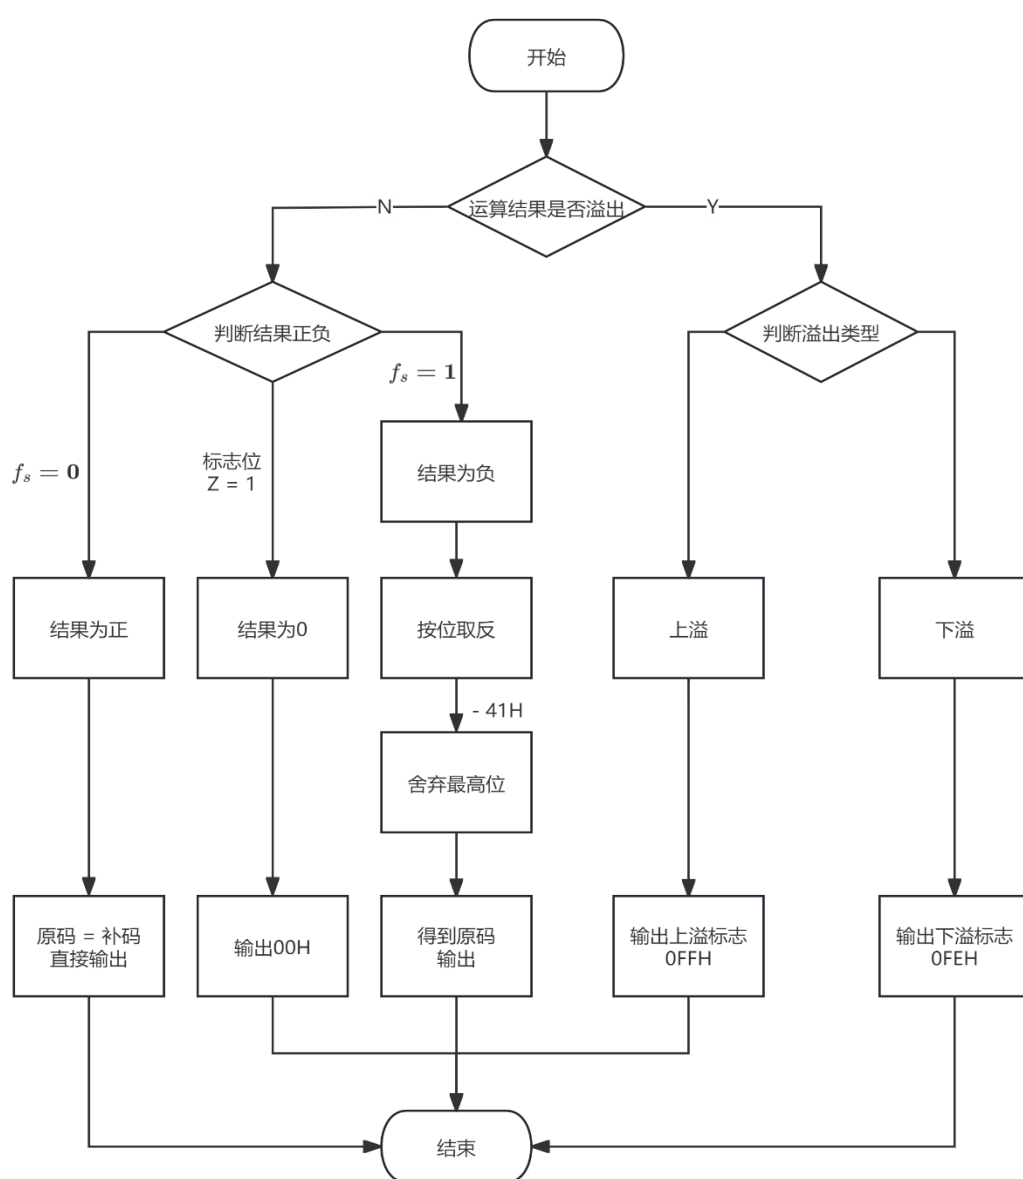 开始
运算结果是否溢出
N
Y
判断结果正负
判断溢出类型
f_s = 1
f_s = 0
标志位
Z = 1
结果为负
结果为正
结果为0
按位取反
上溢
下溢
- 41H
舍弃最高位
原码 = 补码
直接输出
输出00H
得到原码
输出
输出上溢标志
0FFH
输出下溢标志
0FEH
结束